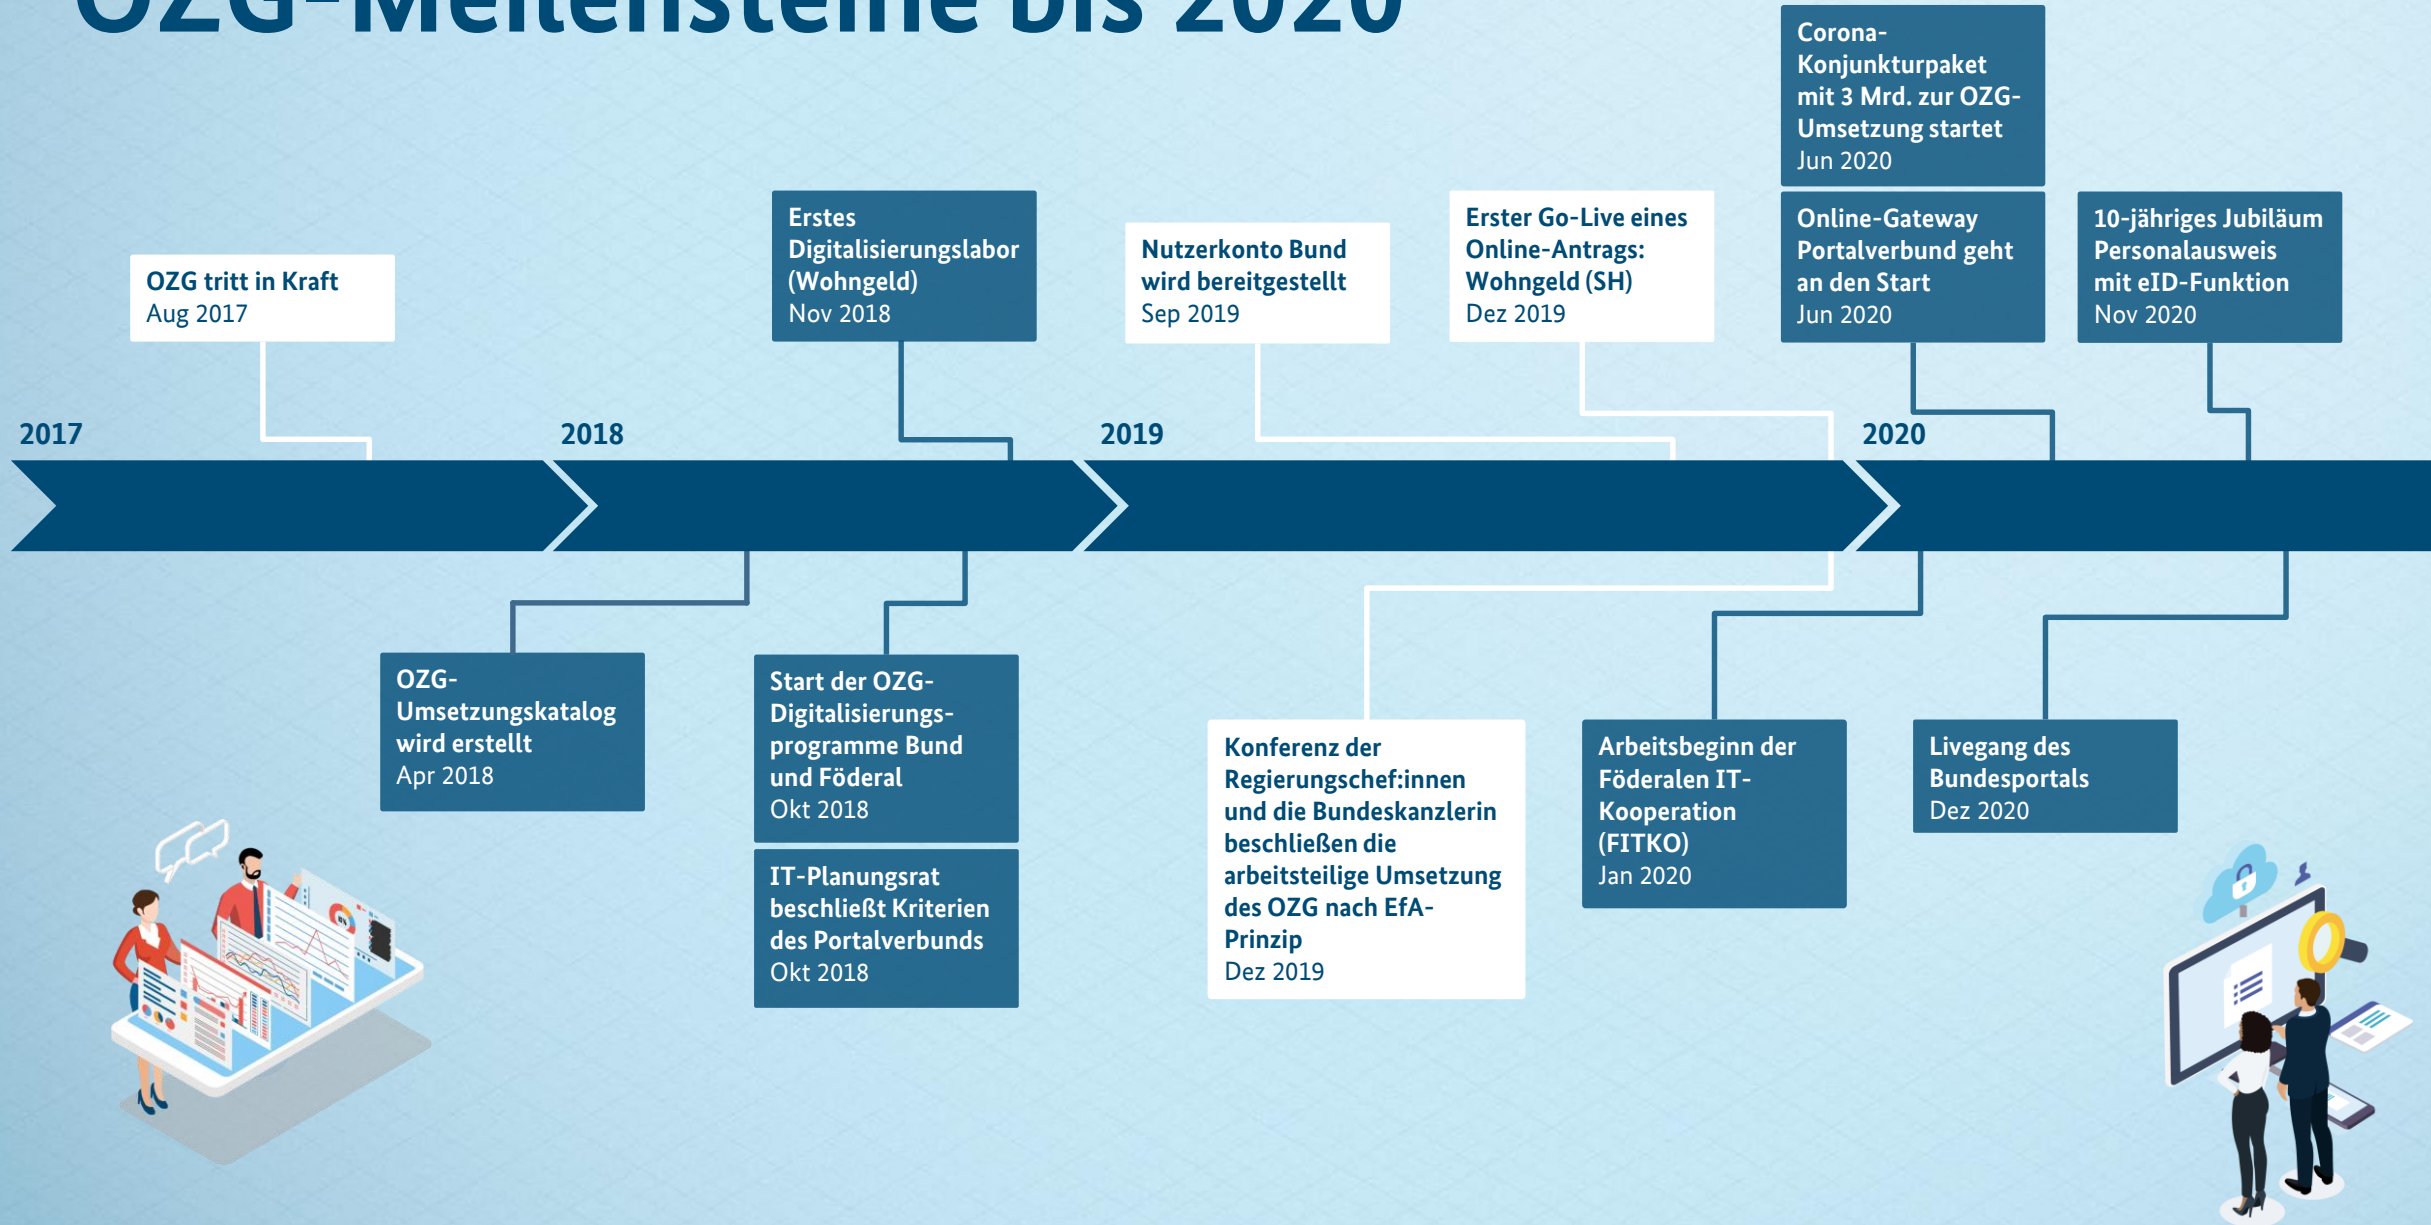 OZG-Meilensteine bis 2020
Corona-
Konjunkturpaket
mit 3 Mrd. zur OZG-
Umsetzung startet
Jun 2020
OZG tritt in Kraft
Aug 2017
Erstes
Digitalisierungslabor
(Wohngeld)
Nov 2018
Nutzerkonto Bund
wird bereitgestellt
Sep 2019
Erster Go-Live eines
Online-Antrags:
Wohngeld (SH)
Dez 2019
Online-Gateway
Portalverbund geht
an den Start
Jun 2020
10-jähriges Jubiläum
Personalausweis
mit eID-Funktion
Nov 2020
2017
2018
2019
2020
OZG-
Umsetzungskatalog
wird erstellt
Apr 2018
Start der OZG-
Digitalisierungs-
programme Bund
und Föderal
Okt 2018
IT-Planungsrat
beschließt Kriterien
des Portalverbunds
Okt 2018
Konferenz der
Regierungschef:innen
und die Bundeskanzlerin
beschließen die
arbeitsteilige Umsetzung
des OZG nach EfA-
Prinzip
Dez 2019
Arbeitsbeginn der
Föderalen IT-
Kooperation
(FITKO)
Jan 2020
Livegang des
Bundesportals
Dez 2020